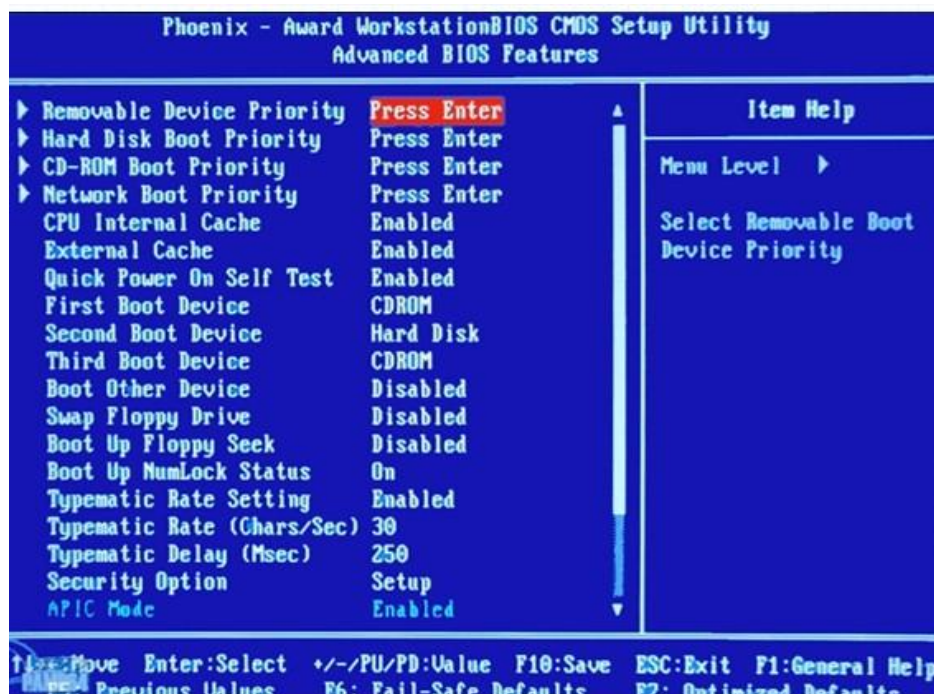 Phoenix - Award WorkstationBIOS CMOS Setup Utility
Advanced BIOS Features
Removable Device Priority Press Enter
Hard Disk Boot Priority Press Enter
CD-ROM Boot Priority Press Enter
Network Boot Priority Press Enter
CPU Internal Cache Enabled
External Cache Enabled
Quick Power On Self Test Enabled
First Boot Device CDROM
Second Boot Device Hard Disk
Third Boot Device CDROM
Boot Other Device Disabled
Swap Floppy Drive Disabled
Boot Up Floppy Seek Disabled
Boot Up NumLock Status On
Typematic Rate Setting Enabled
Typematic Rate (Chars/Sec) 30
Typematic Delay (Msec) 250
Security Option Setup
APIC Mode Enabled
Item Help
Menu Level
Select Removable Boot
Device Priority
Move Enter:Select +/-/PU/PD:Value F10:Save ESC:Exit F1:General Help
Previous Values F6: Fail-Safe Defaults F7: Optimized Defaults